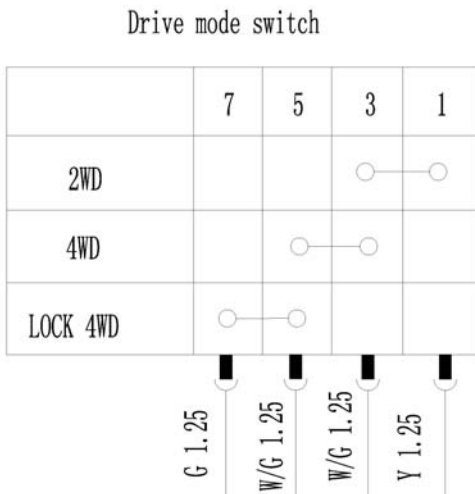 Drive mode switch
7 5 3 1
2WD
4WD
LOCK 4WD
G 1.25
W/G 1.25
W/G 1.25
Y 1.25